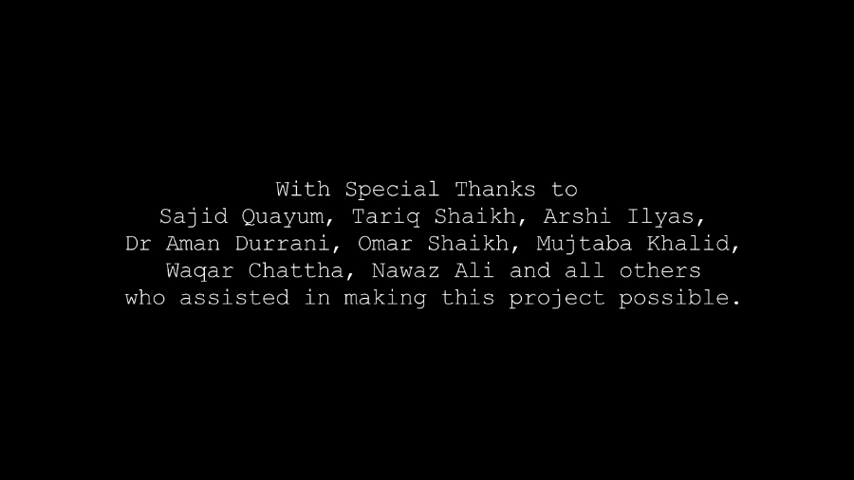 With Special Thanks to
Sajid Quayum, Tariq Shaikh, Arshi Ilyas,
Dr Aman Durrani, Omar Shaikh, Mujtaba Khalid,
Waqar Chattha, Nawaz Ali and all others
who assisted in making this project possible.